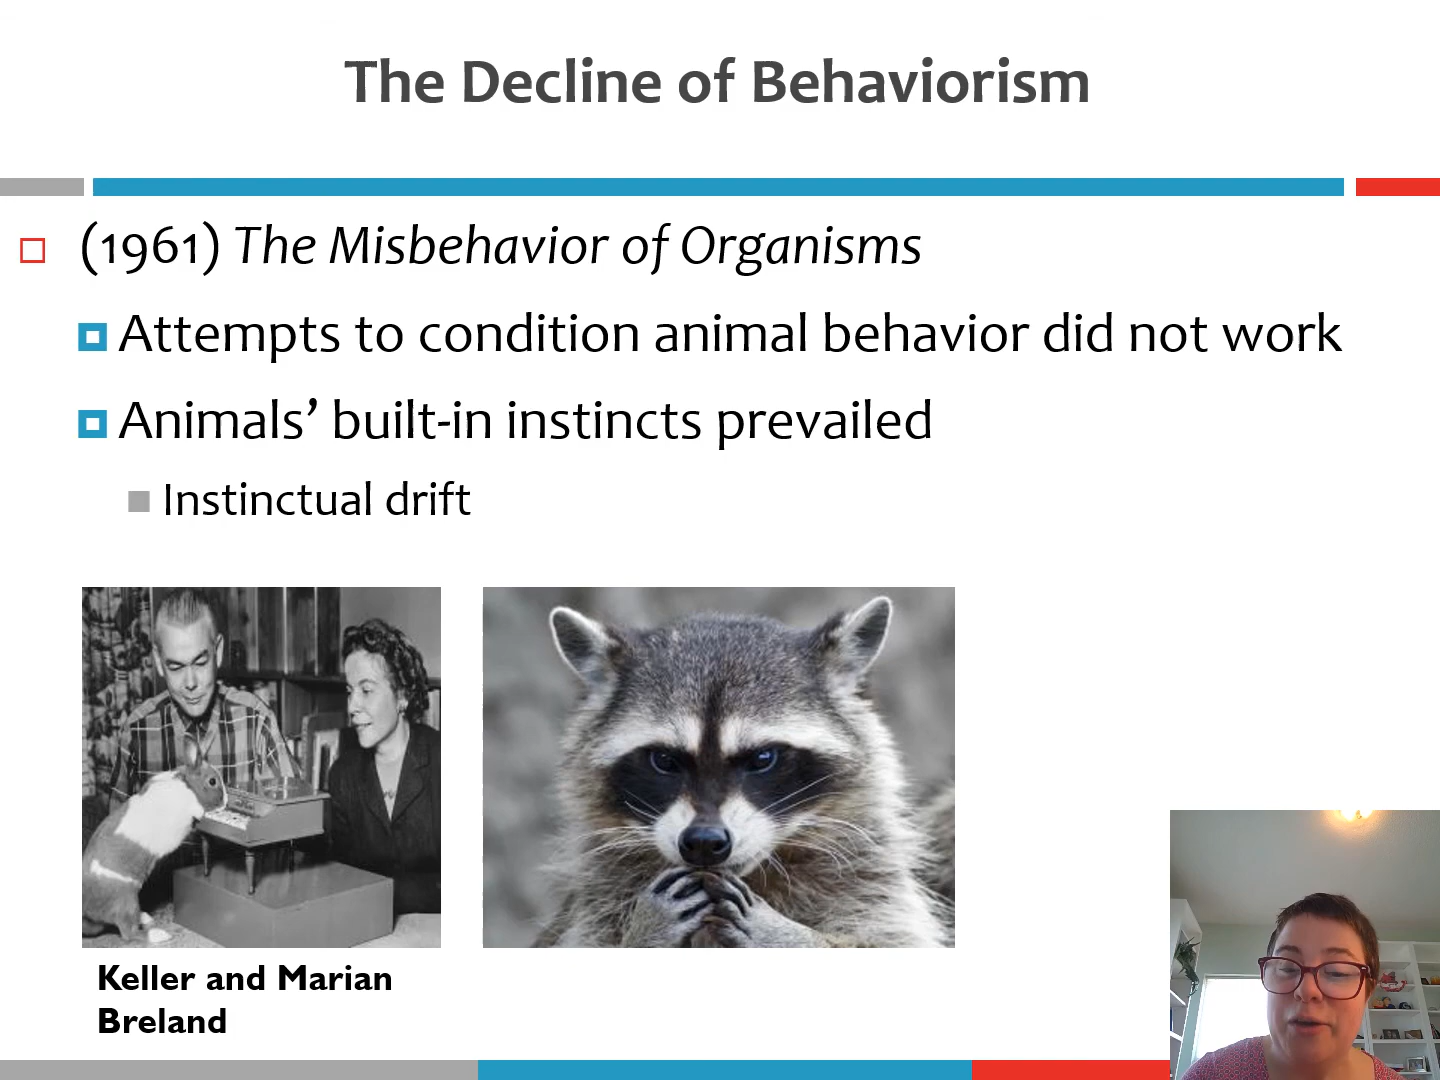 The Decline of Behaviorism
(1961) The Misbehavior of Organisms
Attempts to condition animal behavior did not work
Animals’ built-in instincts prevailed
Instinctual drift
Keller and Marian
Breland